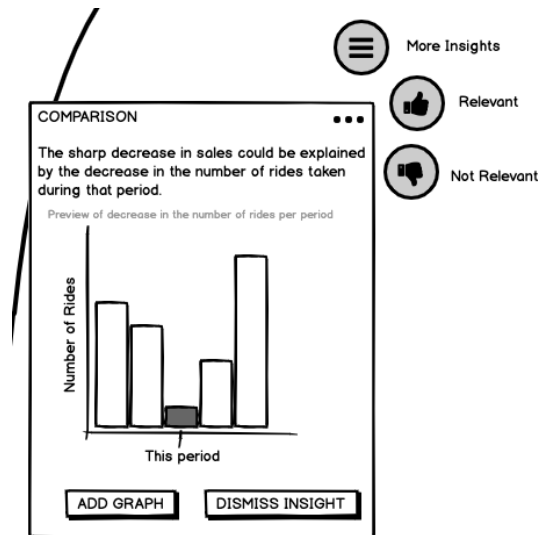 More Insights
Relevant
Not Relevant
COMPARISON
The sharp decrease in sales could be explained
by the decrease in the number of rides taken
during that period.
Preview of decrease in the number of rides per period
Number of Rides
This period
ADD GRAPH
DISMISS INSIGHT